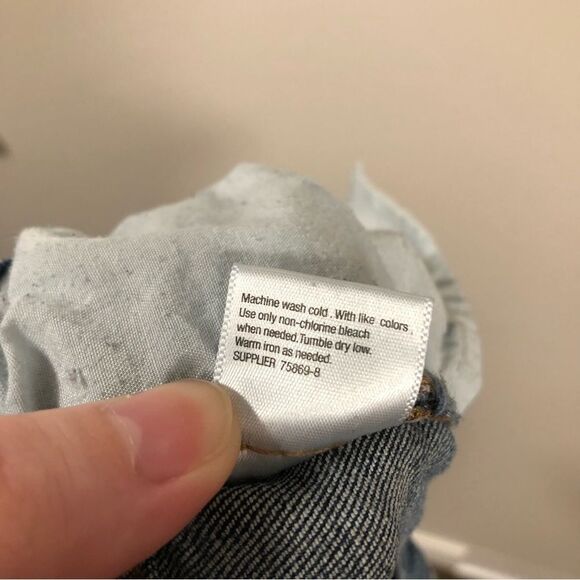 Machine wash cold . With like colors .
Use only non-chlorine bleach
when needed.Tumble dry low.
Warm iron as needed.
SUPPLIER 75869-8